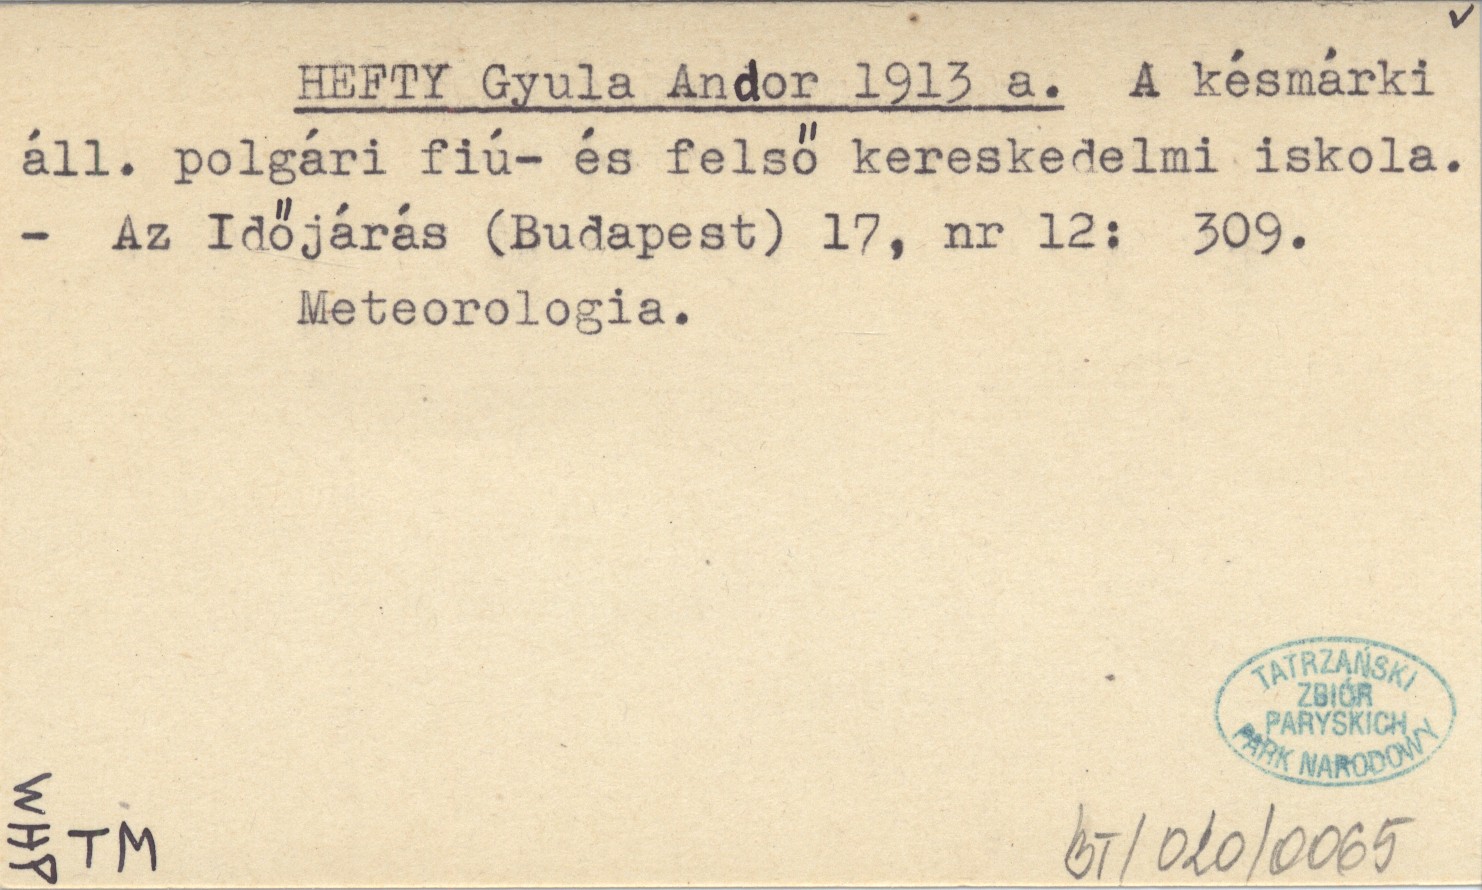 ✓
HEFTY Gyula Andor 1913 a. A késmárki
áll. polgári fiú- és felső kereskedelmi iskola.
- Az Időjárás (Budapest) 17, nr 12: 309.
Meteorologia.
TATRZAŃSKI
ZBIÓR
PARYSKICH
PARK NARODOWY
WHP
TM
BT/020/0065